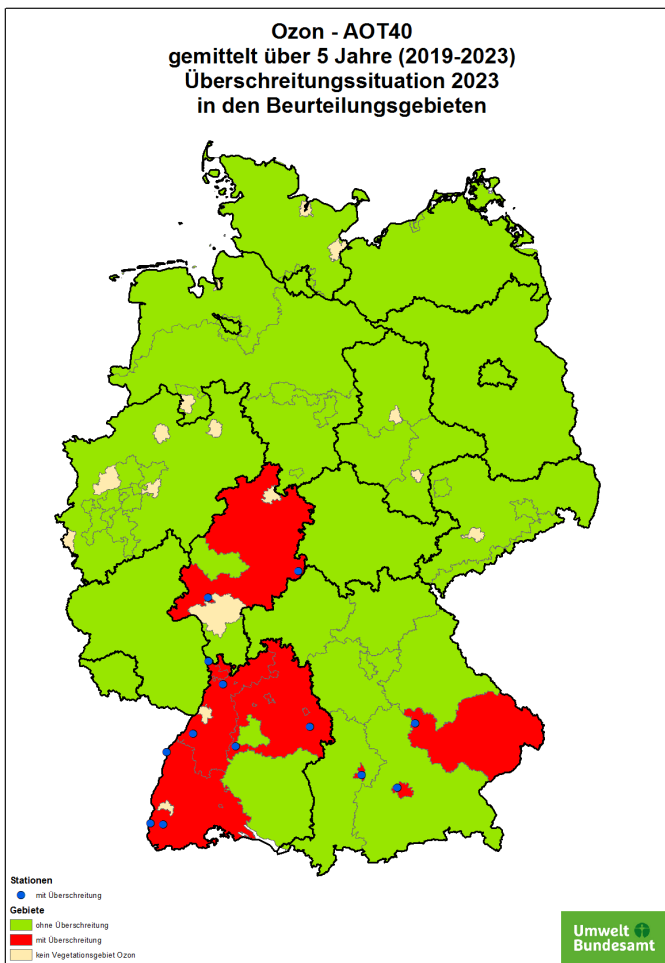 Ozon - AOT40
gemittelt über 5 Jahre (2019-2023)
Überschreitungssituation 2023
in den Beurteilungsgebieten
Stationen
mit Überschreitung
Gebiete
ohne Überschreitung
mit Überschreitung
kein Vegetationsgebiet Ozon
Umwelt
Bundesamt